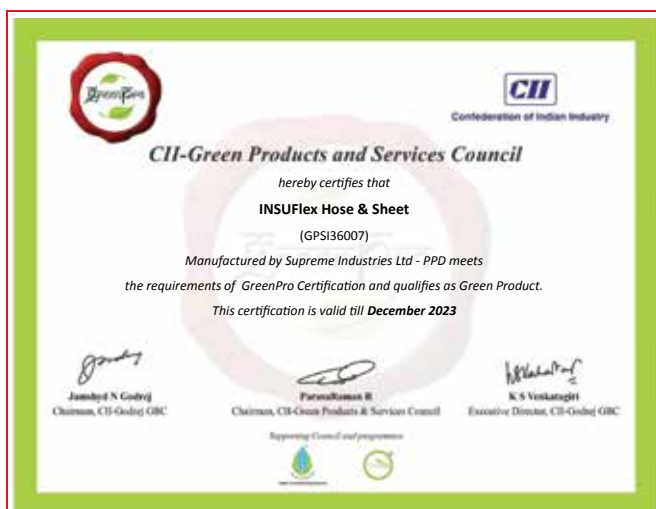 GreenPro
CII
Confederation of Indian Industry
CII-Green Products and Services Council
hereby certifies that
INSUFlex Hose & Sheet
(GPSI36007)
Manufactured by Supreme Industries Ltd - PPD meets
the requirements of GreenPro Certification and qualifies as Green Product.
This certification is valid till December 2023
Jamshyd N Godrej
Chairman, CII-Godrej GBC
ParasuRaman R
Chairman, CII-Green Products & Services Council
K S Venkatagiri
Executive Director, CII-Godrej GBC
Supporting Council and programmes